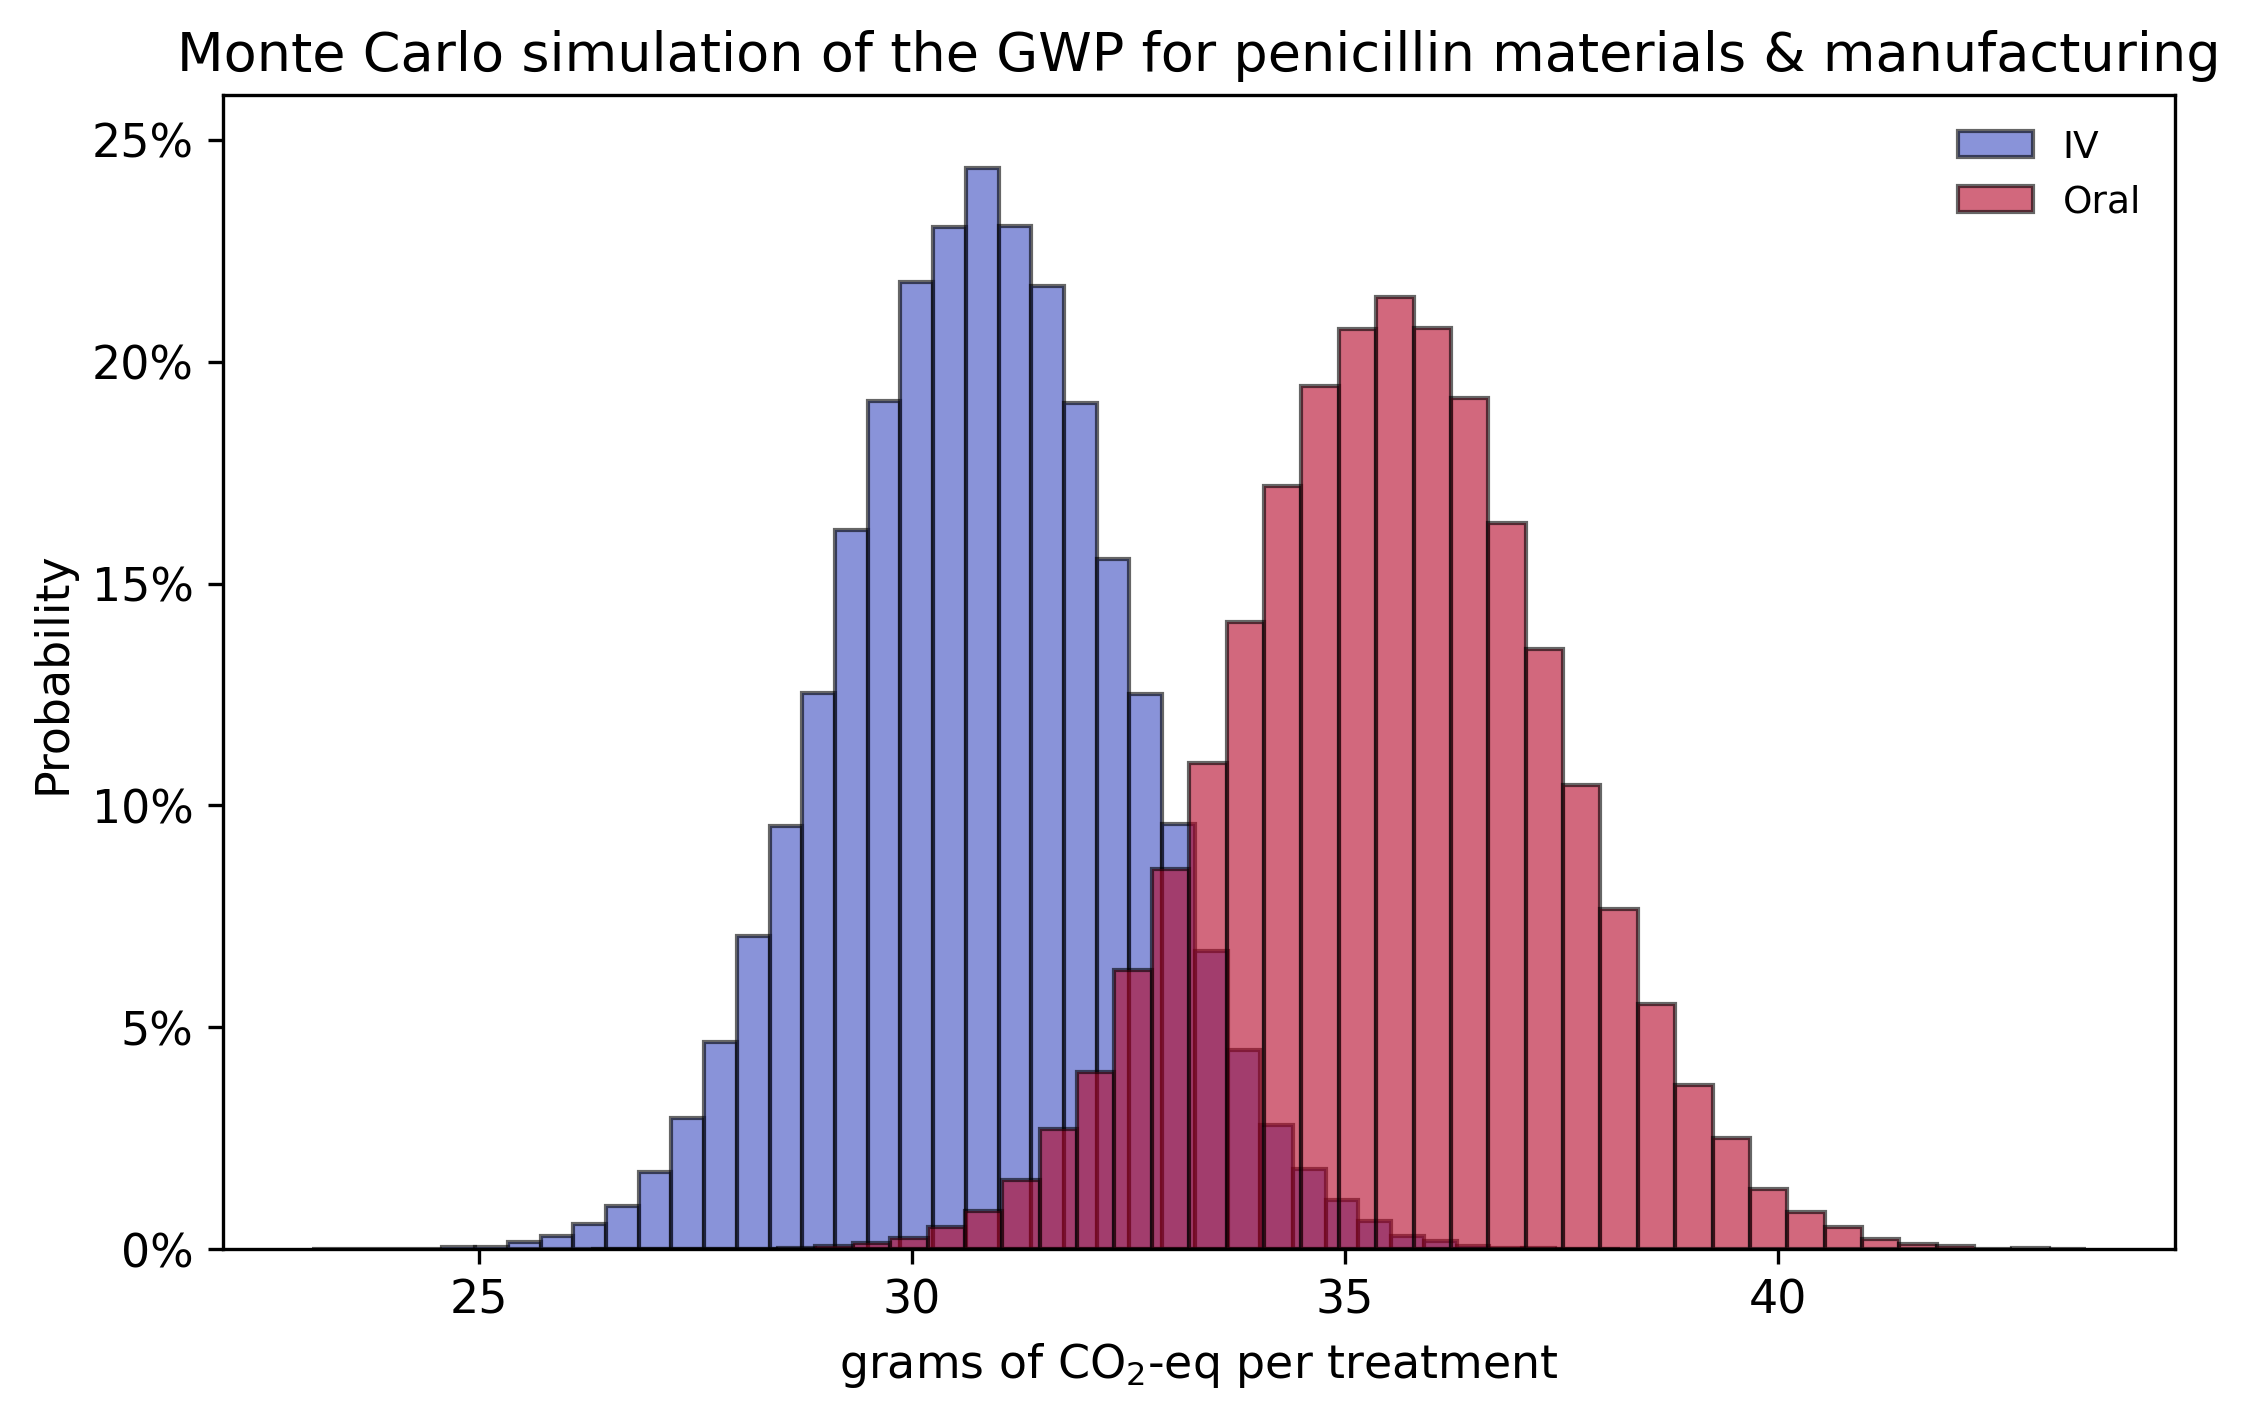 Monte Carlo simulation of the GWP for penicillin materials & manufacturing
25%
20%
15%
10%
5%
0%
Probability
IV
Oral
25 30 35 40
grams of CO₂-eq per treatment